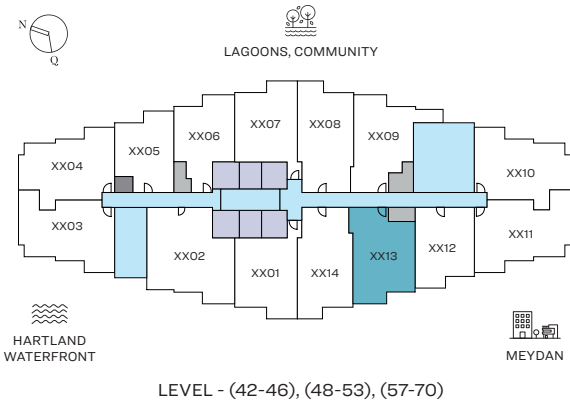 N
Q
LAGOONS, COMMUNITY
XX07
XX08
XX06
XX09
XX05
XX04
XX10
XX03
XX11
XX02
XX12
XX13
XX01
XX14
HARTLAND
WATERFRONT
MEYDAN
LEVEL - (42-46), (48-53), (57-70)